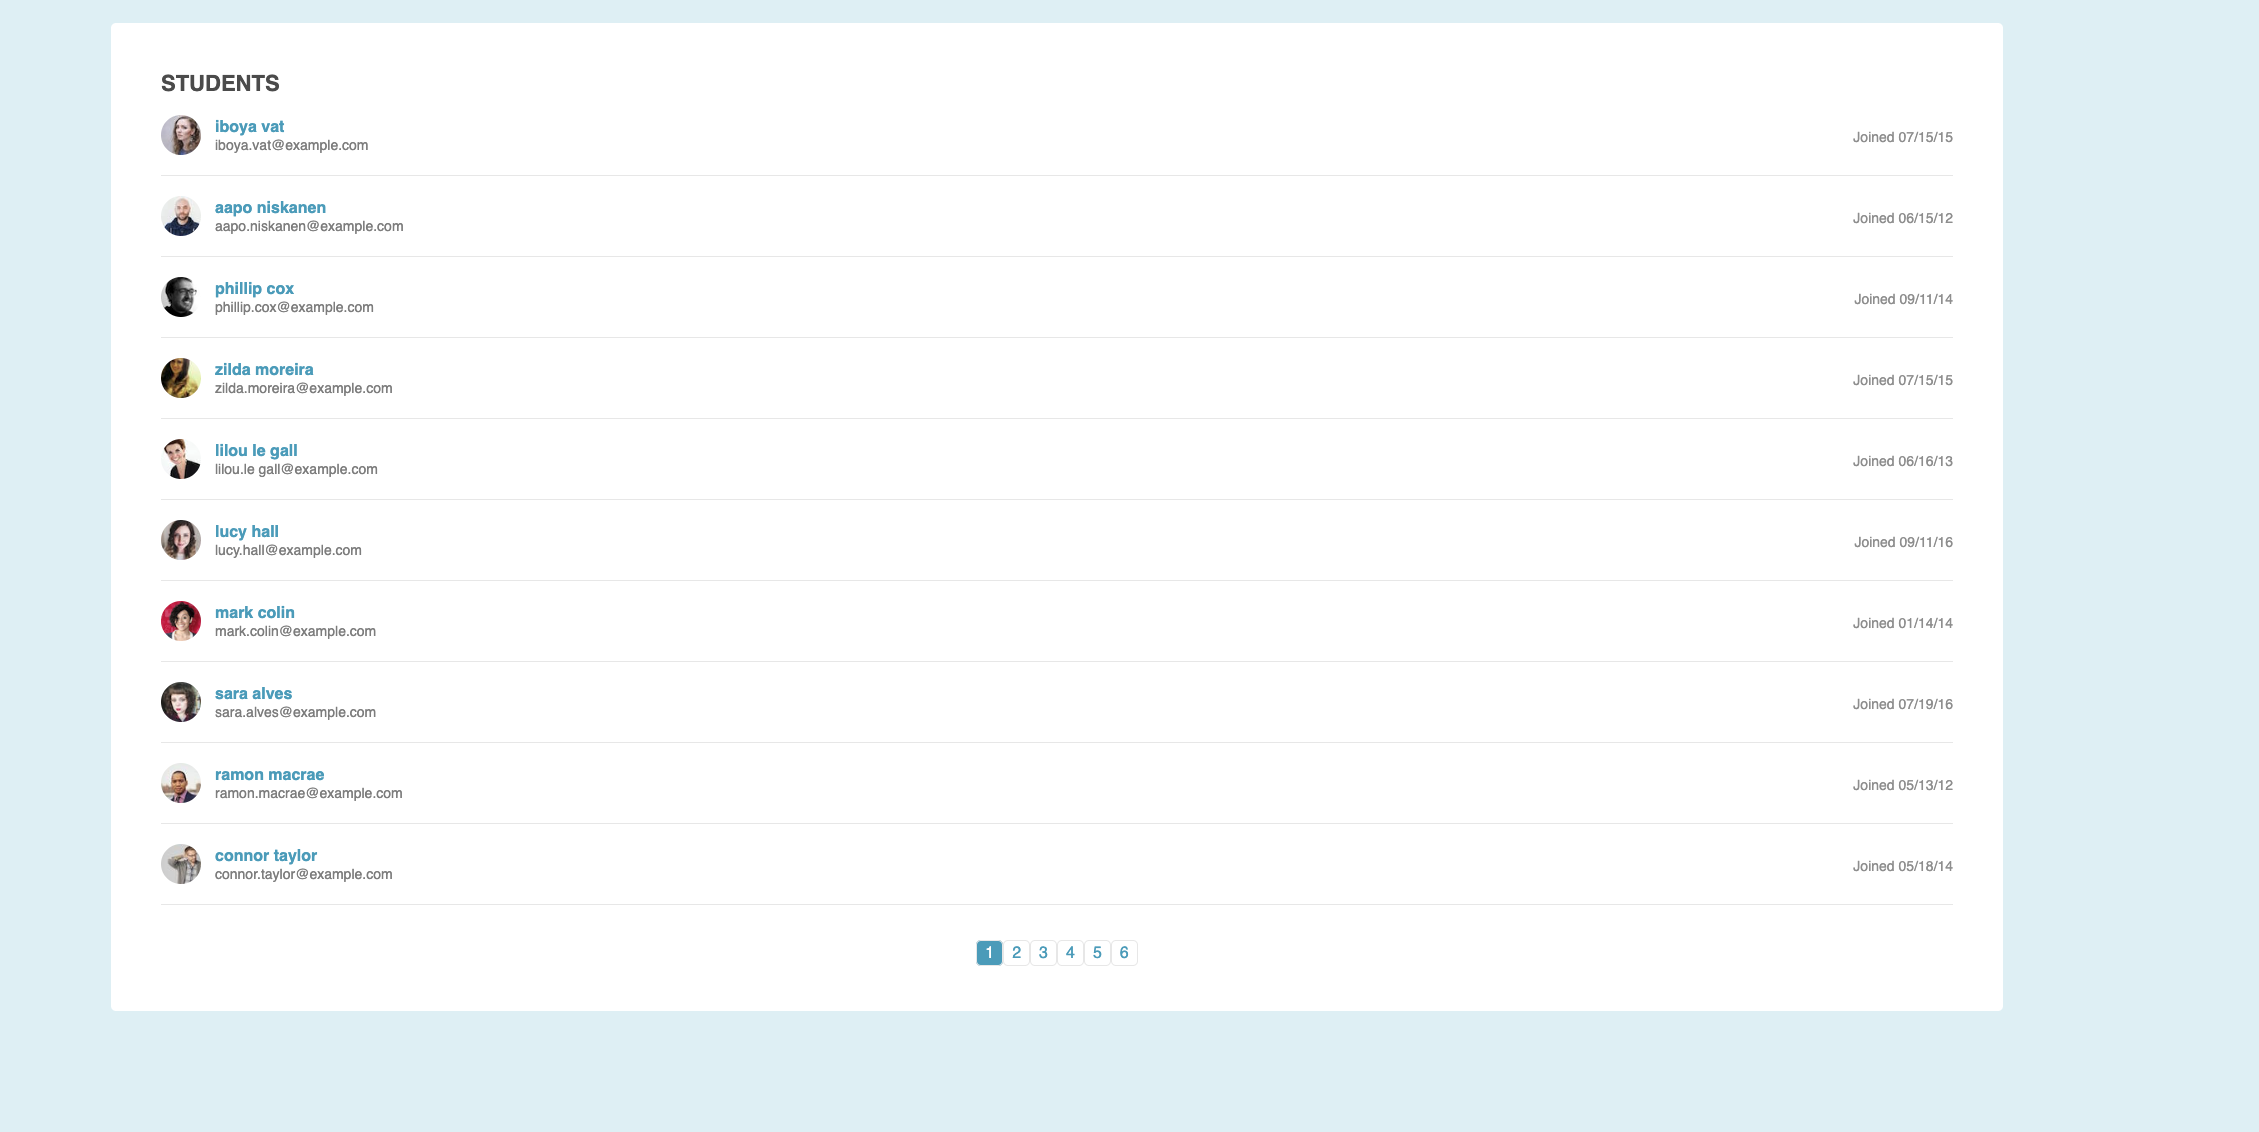 STUDENTS
iboya vat
iboya.vat@example.com
Joined 07/15/15
aapo niskanen
aapo.niskanen@example.com
Joined 06/15/12
phillip cox
phillip.cox@example.com
Joined 09/11/14
zilda moreira
zilda.moreira@example.com
Joined 07/15/15
lilou le gall
lilou.le gall@example.com
Joined 06/16/13
lucy hall
lucy.hall@example.com
Joined 09/11/16
mark colin
mark.colin@example.com
Joined 01/14/14
sara alves
sara.alves@example.com
Joined 07/19/16
ramon macrae
ramon.macrae@example.com
Joined 05/13/12
connor taylor
connor.taylor@example.com
Joined 05/18/14
1 2 3 4 5 6